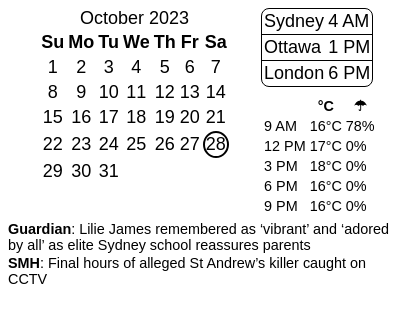 October 2023
Su Mo Tu We Th Fr Sa
1 2 3 4 5 6 7
8 9 10 11 12 13 14
15 16 17 18 19 20 21
22 23 24 25 26 27 28
29 30 31
Sydney 4 AM
Ottawa 1 PM
London 6 PM
°C ☂
9 AM 16°C 78%
12 PM 17°C 0%
3 PM 18°C 0%
6 PM 16°C 0%
9 PM 16°C 0%
Guardian: Lilie James remembered as ‘vibrant’ and ‘adored
by all’ as elite Sydney school reassures parents
SMH: Final hours of alleged St Andrew’s killer caught on
CCTV